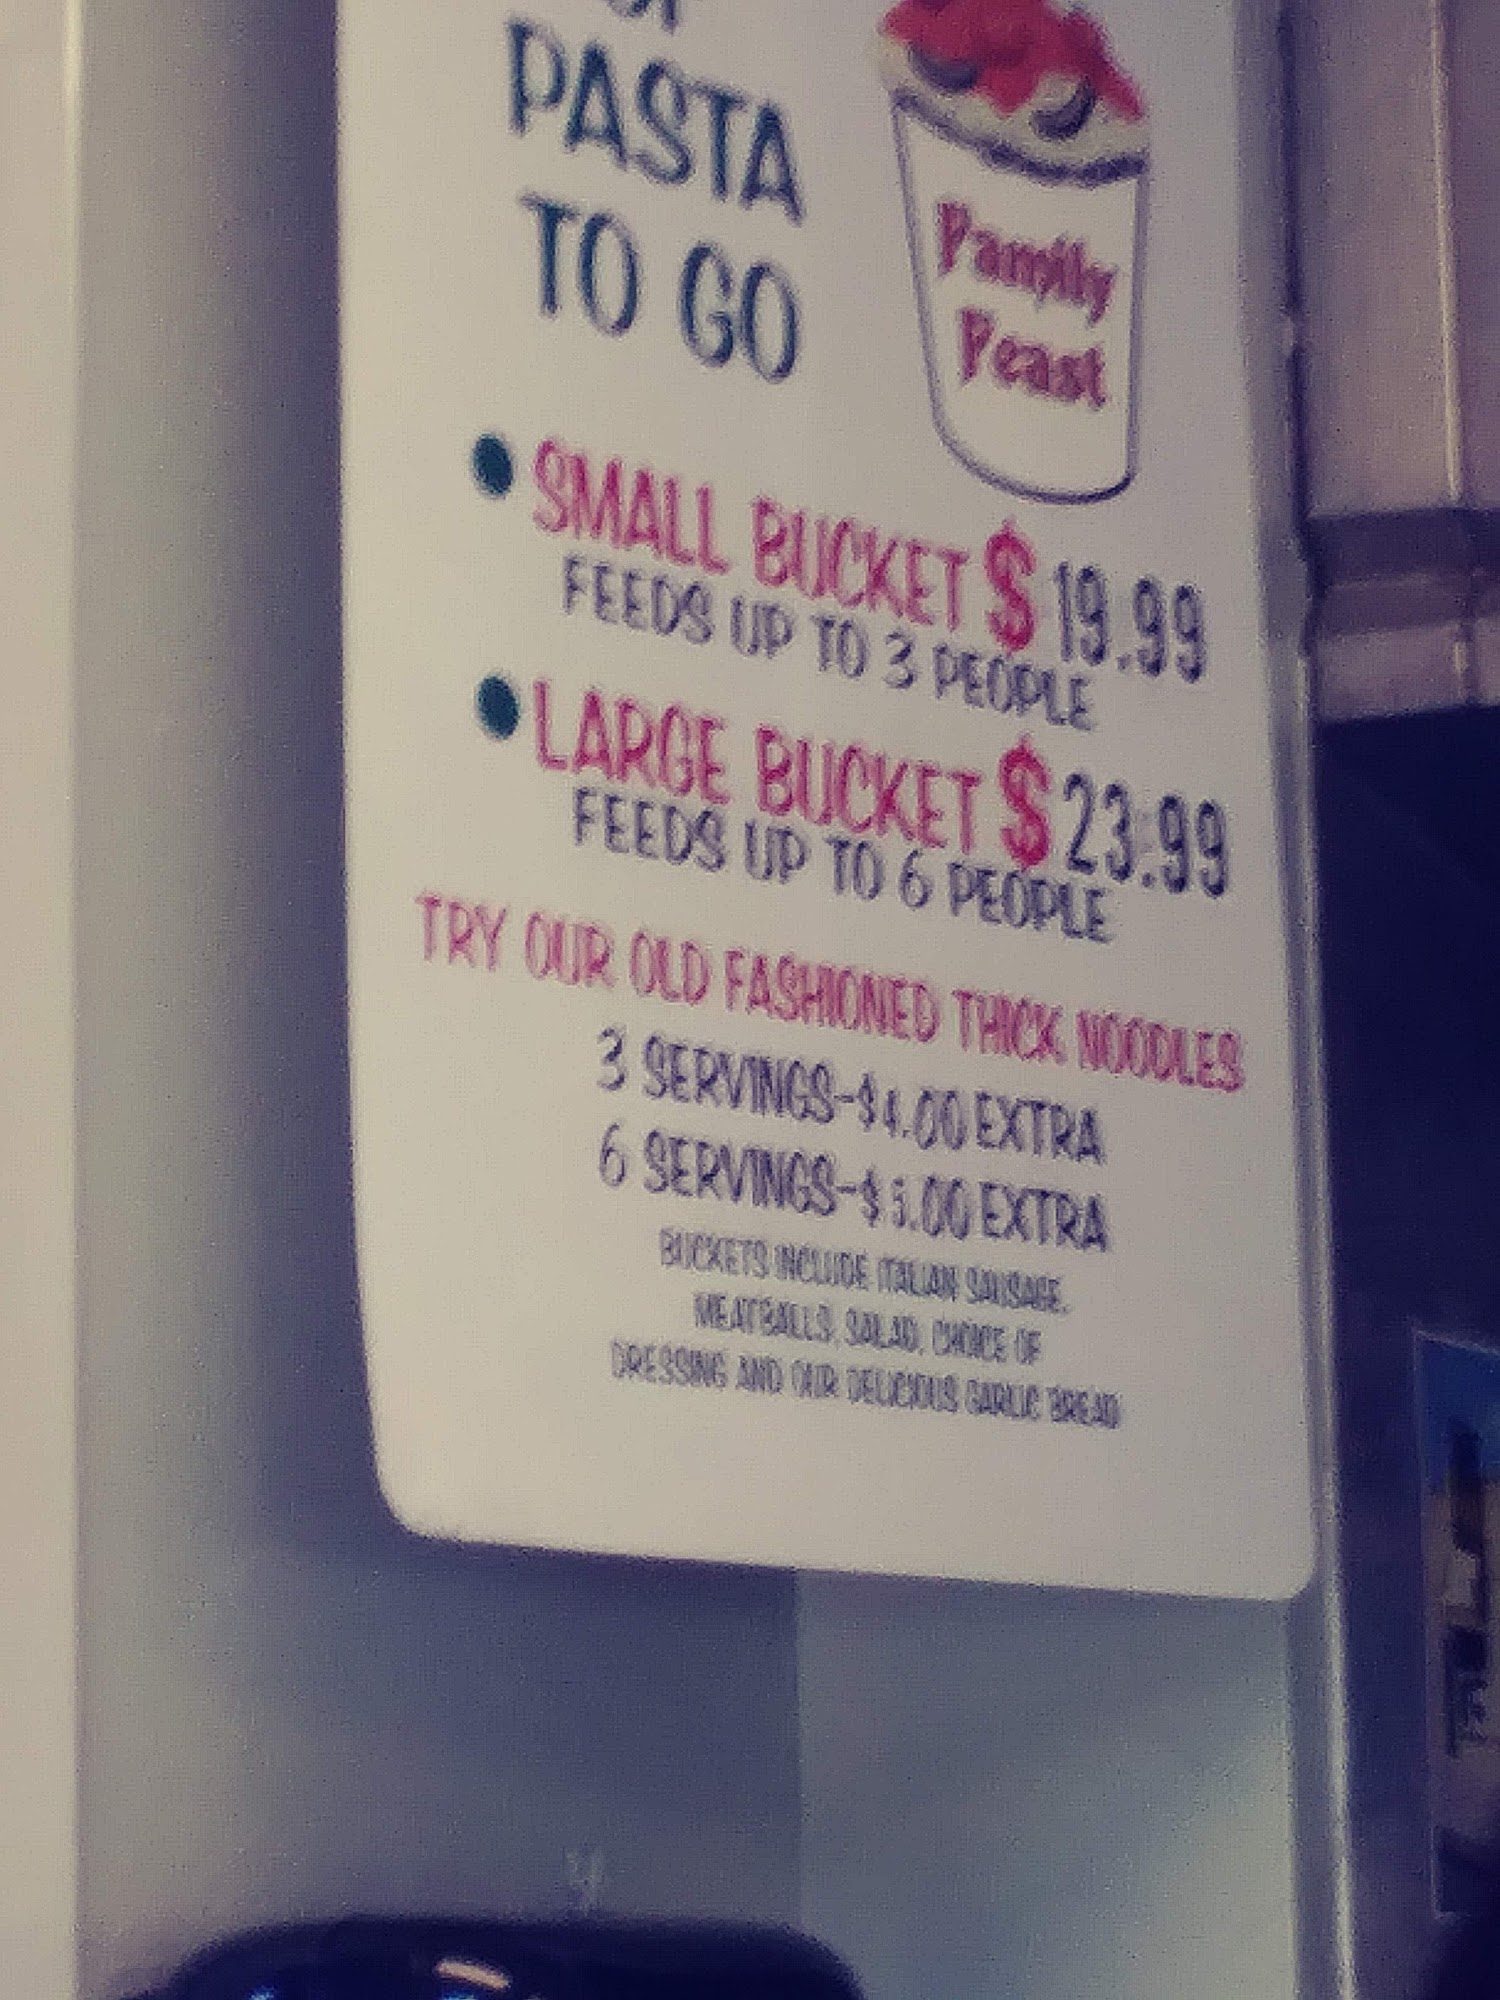 OF
PASTA
TO GO
Family
Feast
• SMALL BUCKET $19.99
FEEDS UP TO 3 PEOPLE
• LARGE BUCKET $23.99
FEEDS UP TO 6 PEOPLE
TRY OUR OLD FASHIONED THICK NOODLES
3 SERVINGS-$4.00 EXTRA
6 SERVINGS-$5.00 EXTRA
BUCKETS INCLUDE ITALIAN SAUSAGE,
MEATBALLS, SALAD, CHOICE OF
DRESSING AND OUR DELICIOUS GARLIC BREAD